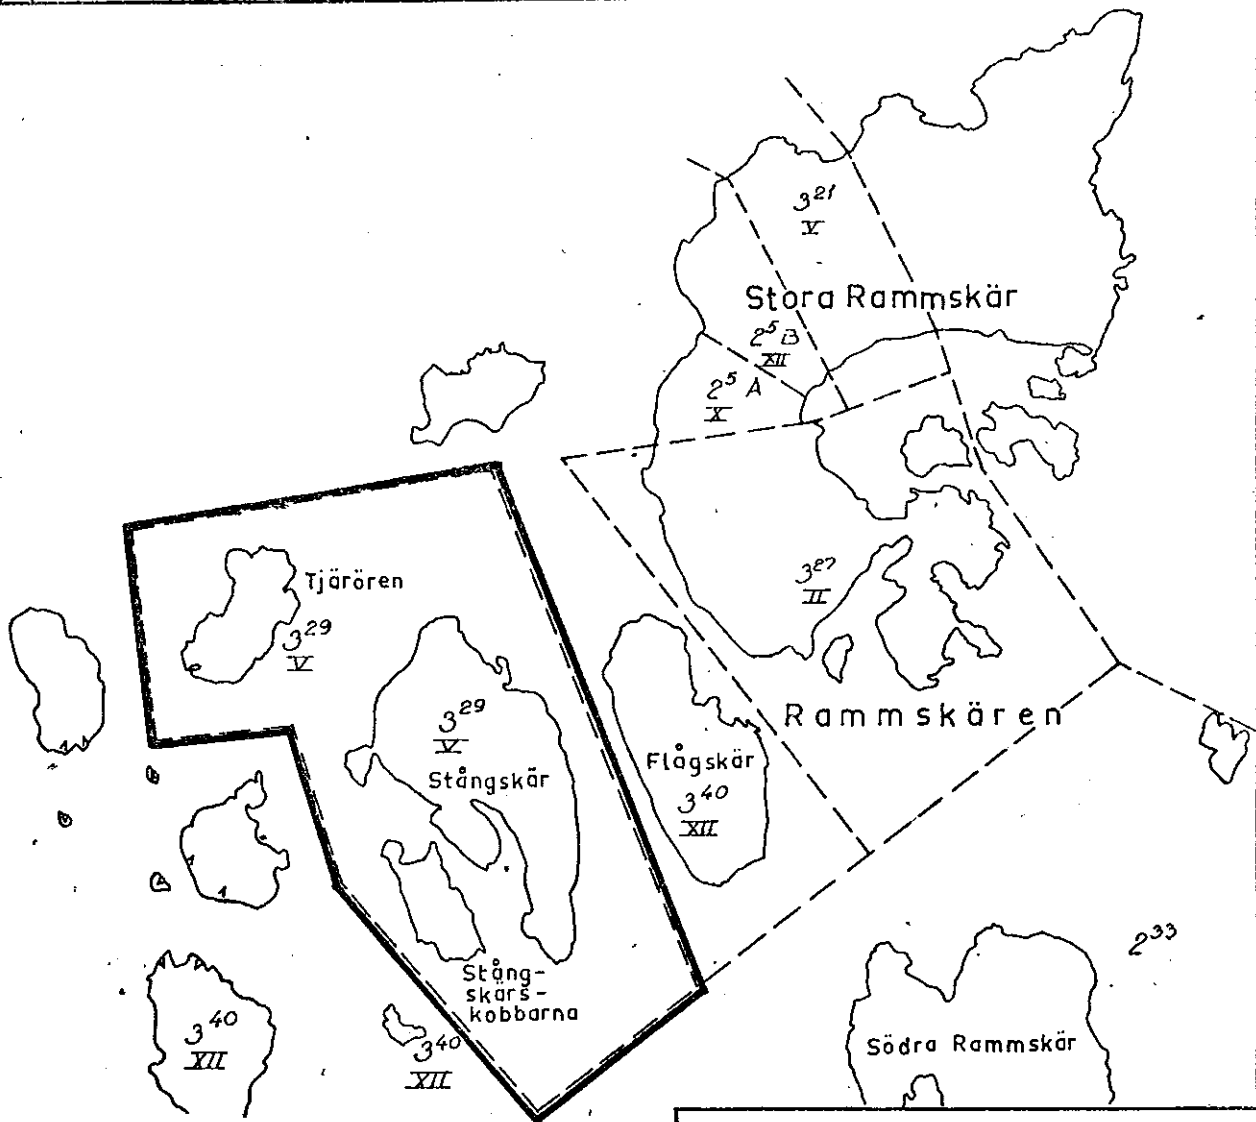 3²¹
V
Stora Rammskär
2⁵ B
XII
2⁵ A
X
Tjärören
3²⁹
V
3²⁷
II
3²⁹
V
Stångskär
Rammskären
Flågskär
3⁴⁰
XII
2³³
Stång-
skärs-
kobbarna
3⁴⁰
XII
3⁴⁰
XII
Södra Rammskär